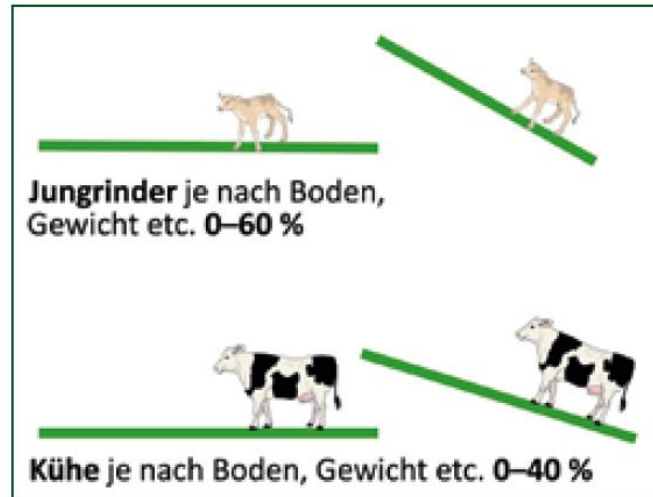 Jungrinder je nach Boden,
Gewicht etc. 0–60 %
Kühe je nach Boden, Gewicht etc. 0–40 %